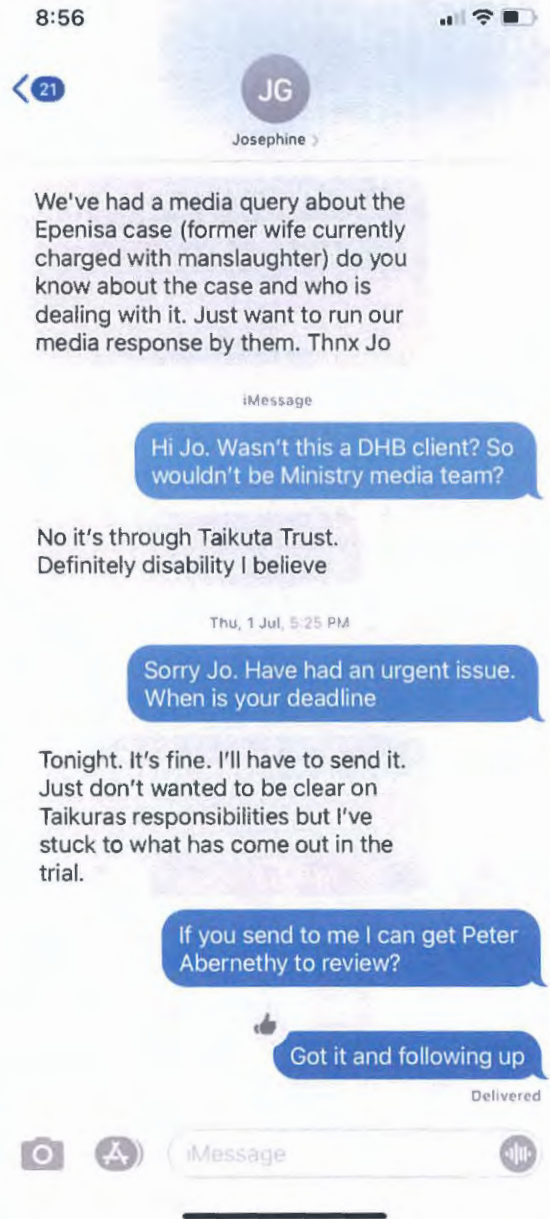 8:56
21
JG
Josephine
We've had a media query about the
Epenisa case (former wife currently
charged with manslaughter) do you
know about the case and who is
dealing with it. Just want to run our
media response by them. Thnx Jo
iMessage
Hi Jo. Wasn't this a DHB client? So
wouldn't be Ministry media team?
No it's through Taikuta Trust.
Definitely disability I believe
Thu, 1 Jul, 5:25 PM
Sorry Jo. Have had an urgent issue.
When is your deadline
Tonight. It's fine. I'll have to send it.
Just don't wanted to be clear on
Taikuras responsibilities but I've
stuck to what has come out in the
trial.
If you send to me I can get Peter
Abernethy to review?
Got it and following up
Delivered
iMessage